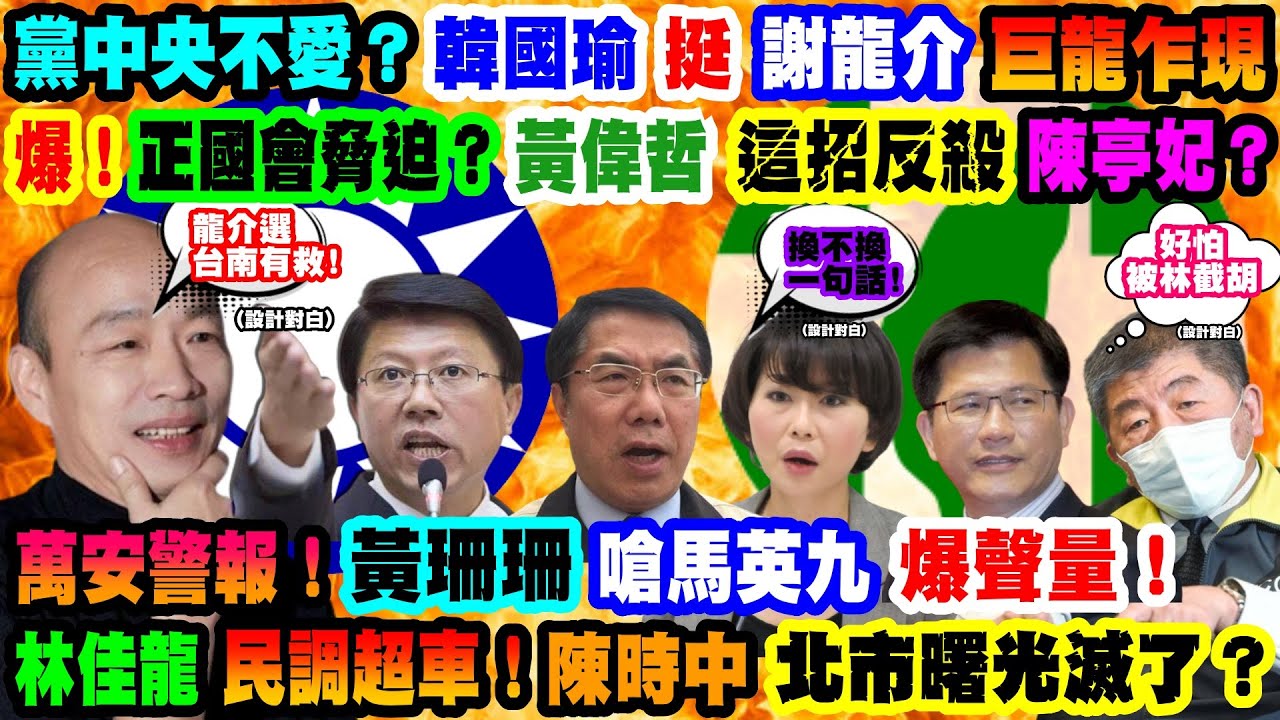 黨中央不愛？韓國瑜 挺 謝龍介 巨龍乍現
爆！正國會脅迫？黃偉哲 這招反殺 陳亭妃？
龍介選
台南有救！
（設計對白）
換不換
一句話！
（設計對白）
好怕
被林截胡
（設計對白）
萬安警報！黃珊珊 嗆馬英九 爆聲量！
林佳龍 民調超車！陳時中 北市曙光滅了？